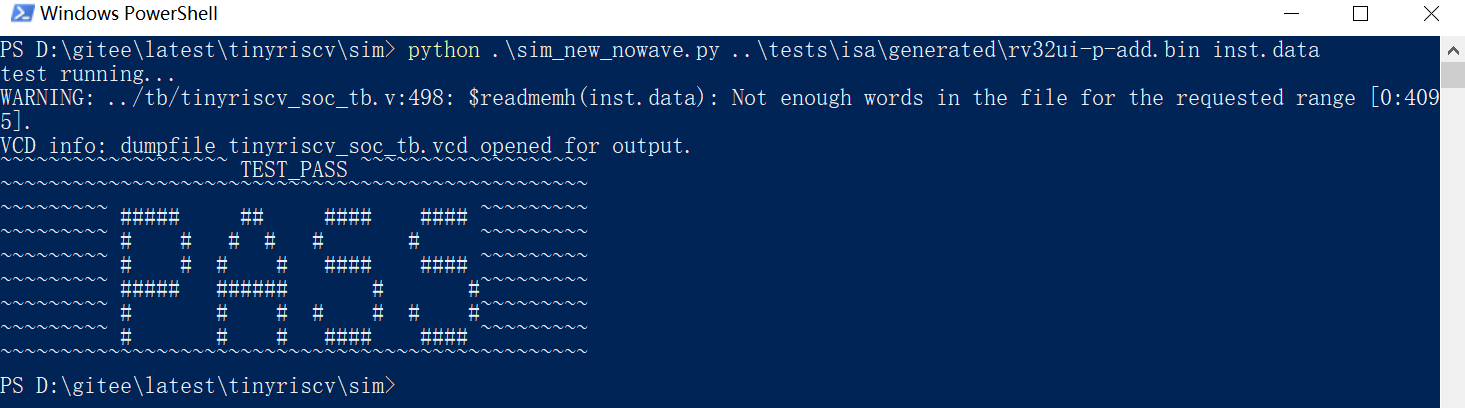 Windows PowerShell
PS D:\gitee\latest\tinyriscv\sim> python .\sim_new_nowave.py ..\tests\isa\generated\rv32ui-p-add.bin inst.data
test running...
WARNING: ../tb/tinyriscv_soc_tb.v:498: $readmemh(inst.data): Not enough words in the file for the requested range [0:409
5].
VCD info: dumpfile tinyriscv_soc_tb.vcd opened for output.
~~~~~~~~~~~~~~~~~~~ TEST_PASS ~~~~~~~~~~~~~~~~~~~
~~~~~~~~~~~~~~~~~~~~~~~~~~~~~~~~~~~~~~~~~~~~~~~~~
~~~~~~~~~ #####     ##     ####    #### ~~~~~~~~~
~~~~~~~~~ #    #   #  #   #       #     ~~~~~~~~~
~~~~~~~~~ #    #  #    #   ####    #### ~~~~~~~~~
~~~~~~~~~ #####   ######       #       #~~~~~~~~~
~~~~~~~~~ #       #    #  #    #  #    #~~~~~~~~~
~~~~~~~~~ #       #    #   ####    #### ~~~~~~~~~
~~~~~~~~~~~~~~~~~~~~~~~~~~~~~~~~~~~~~~~~~~~~~~~~~
PS D:\gitee\latest\tinyriscv\sim>